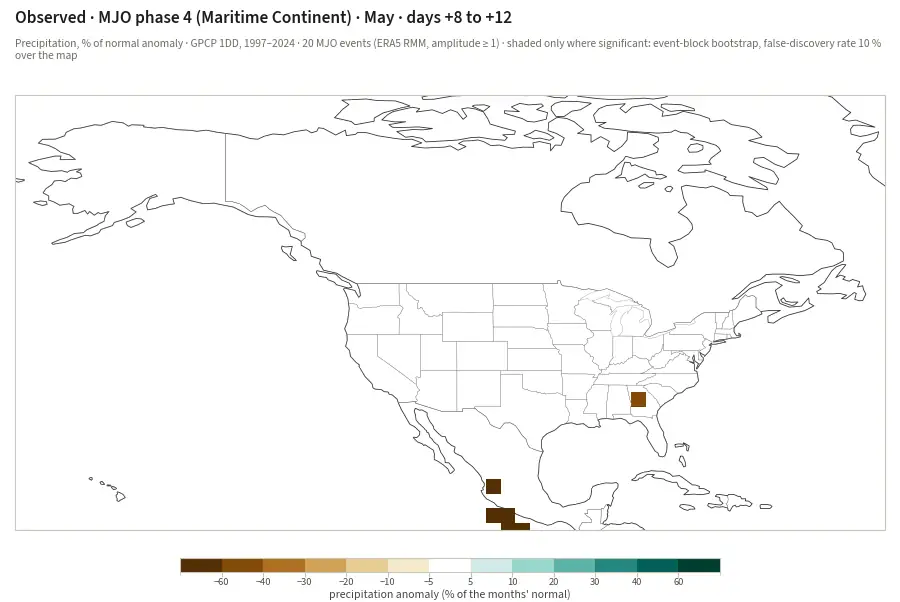 Observed · MJO phase 4 (Maritime Continent) · May · days +8 to +12
Precipitation, % of normal anomaly · GPCP 1DD, 1997–2024 · 20 MJO events (ERA5 RMM, amplitude ≥ 1) · shaded only where significant: event-block bootstrap, false-discovery rate 10 %
over the map
−60 −40 −30 −20 −10 −5 5 10 20 30 40 60
precipitation anomaly (% of the months' normal)